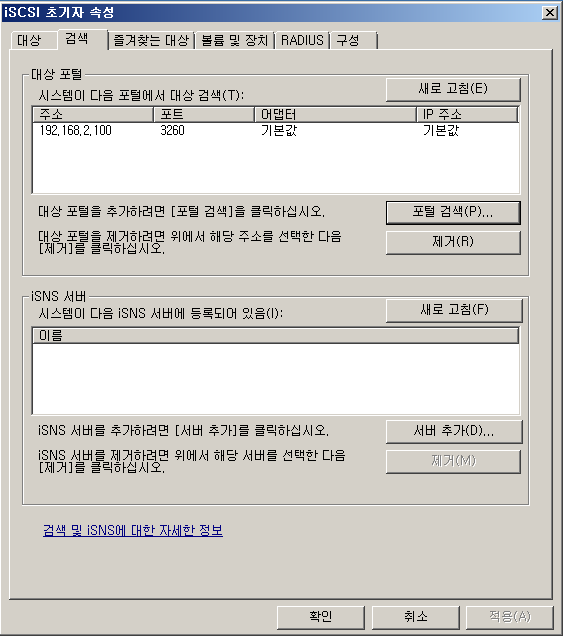 iSCSI 초기자 속성
대상 검색 즐겨찾는 대상 볼륨 및 장치 RADIUS 구성
대상 포털
시스템이 다음 포털에서 대상 검색(T):
새로 고침(E)
주소 포트 어댑터 IP 주소
192.168.2.100 3260 기본값 기본값
대상 포털을 추가하려면 [포털 검색]을 클릭하십시오.
포털 검색(P)...
대상 포털을 제거하려면 위에서 해당 주소를 선택한 다음
[제거]를 클릭하십시오.
제거(R)
iSNS 서버
시스템이 다음 iSNS 서버에 등록되어 있음(I):
새로 고침(F)
이름
iSNS 서버를 추가하려면 [서버 추가]를 클릭하십시오.
서버 추가(D)...
iSNS 서버를 제거하려면 위에서 해당 서버를 선택한 다음
[제거]를 클릭하십시오.
제거(M)
검색 및 iSNS에 대한 자세한 정보
확인 취소 적용(A)